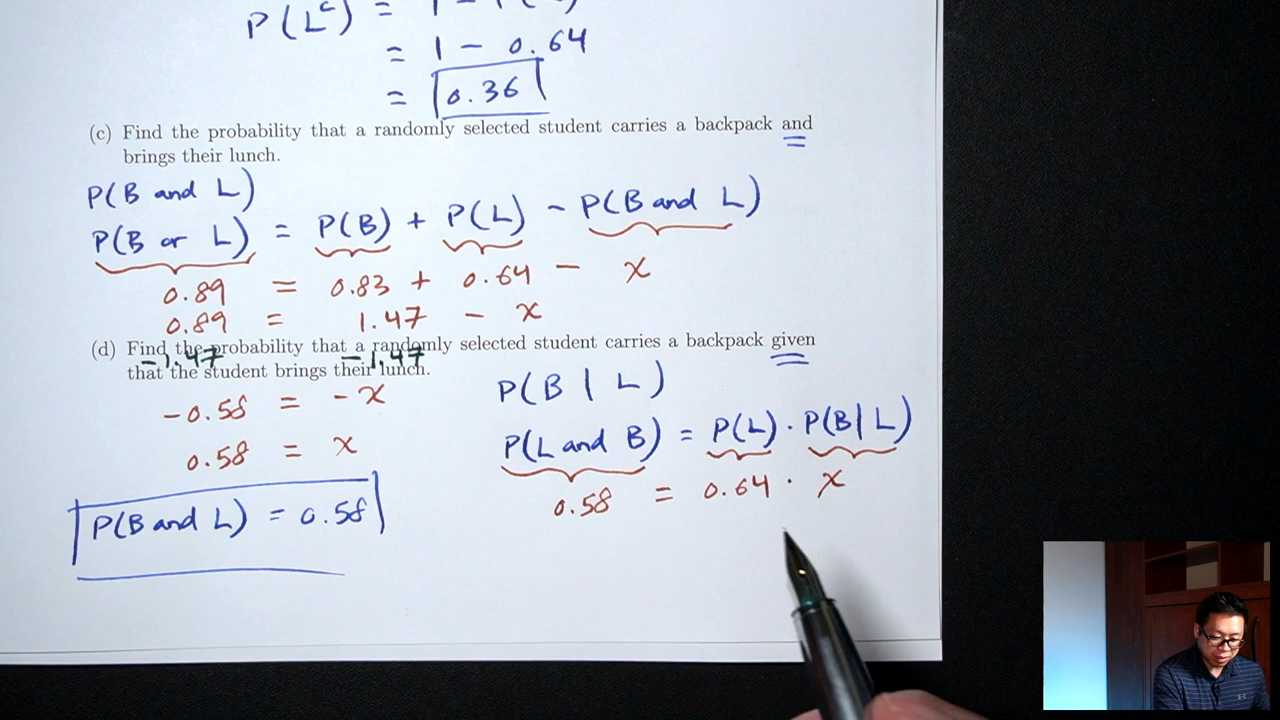 P(Lᶜ) = 1 -
= 1 - 0.64
= 0.36
(c) Find the probability that a randomly selected student carries a backpack and
brings their lunch.
P(B and L)
P(B or L) = P(B) + P(L) - P(B and L)
0.89 = 0.83 + 0.64 - x
0.89 = 1.47 - x
(d) Find the probability that a randomly selected student carries a backpack given
that the student brings their lunch.
-1.47 -1.47
-0.58 = -x
0.58 = x
P(B and L) = 0.58
P(B | L)
P(L and B) = P(L) · P(B | L)
0.58 = 0.64 · x